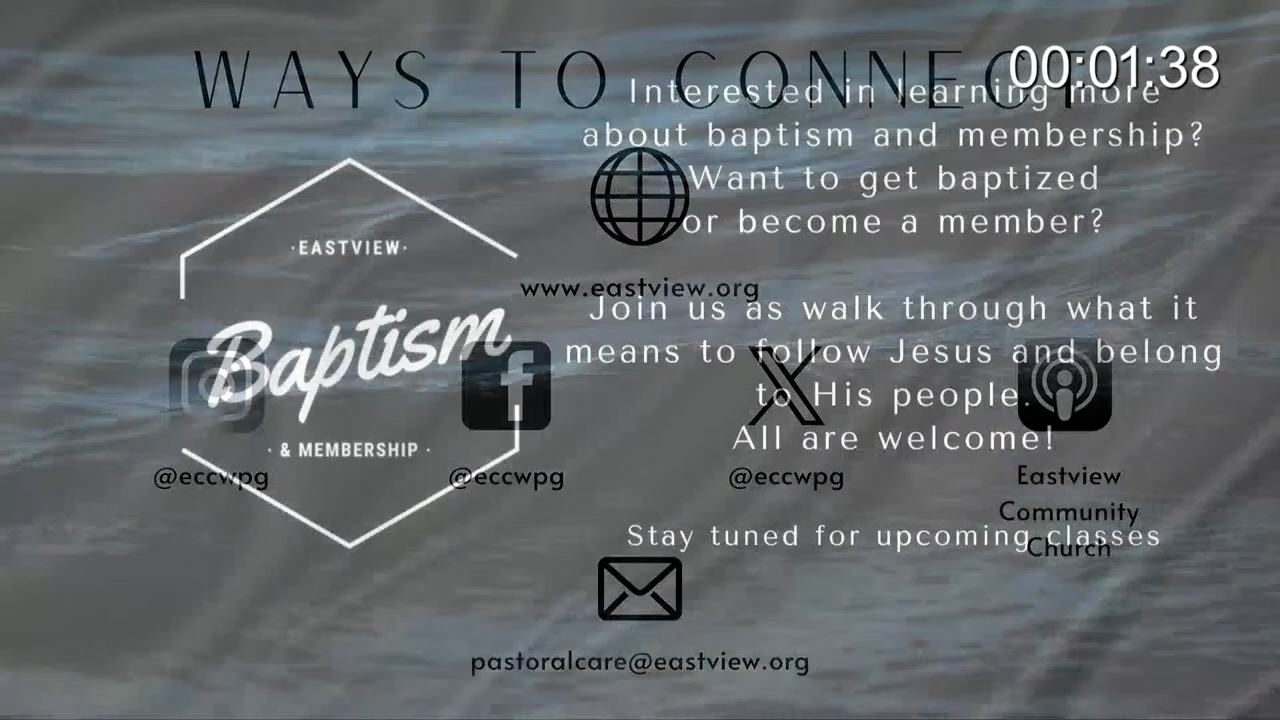 WAYS TO CONNECT
00:01:38
Interested in learning more
about baptism and membership?
Want to get baptized
or become a member?
·EASTVIEW·
www.eastview.org
Join us as walk through what it
Baptism
means to follow Jesus and belong
to His people.
All are welcome!
· & MEMBERSHIP ·
@eccwpg
@eccwpg
@eccwpg
Eastview
Community
Church
Stay tuned for upcoming classes
pastoralcare@eastview.org